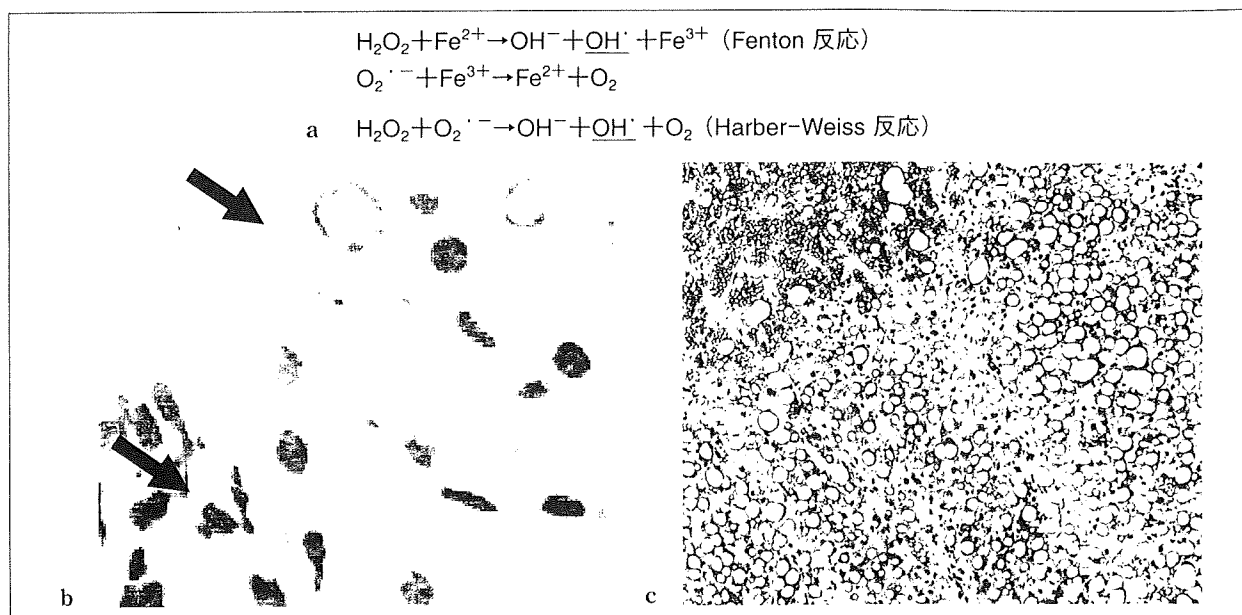 H₂O₂+Fe²⁺→OH⁻+OH˙+Fe³⁺ (Fenton 反応)
O₂˙⁻+Fe³⁺→Fe²⁺+O₂
a H₂O₂+O₂˙⁻→OH⁻+OH˙+O₂ (Harber-Weiss 反応)
b
c